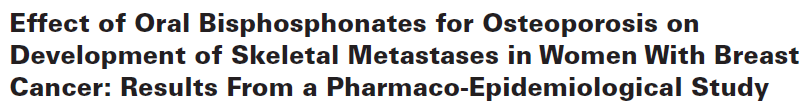 Effect of Oral Bisphosphonates for Osteoporosis on
Development of Skeletal Metastases in Women With Breast
Cancer: Results From a Pharmaco-Epidemiological Study